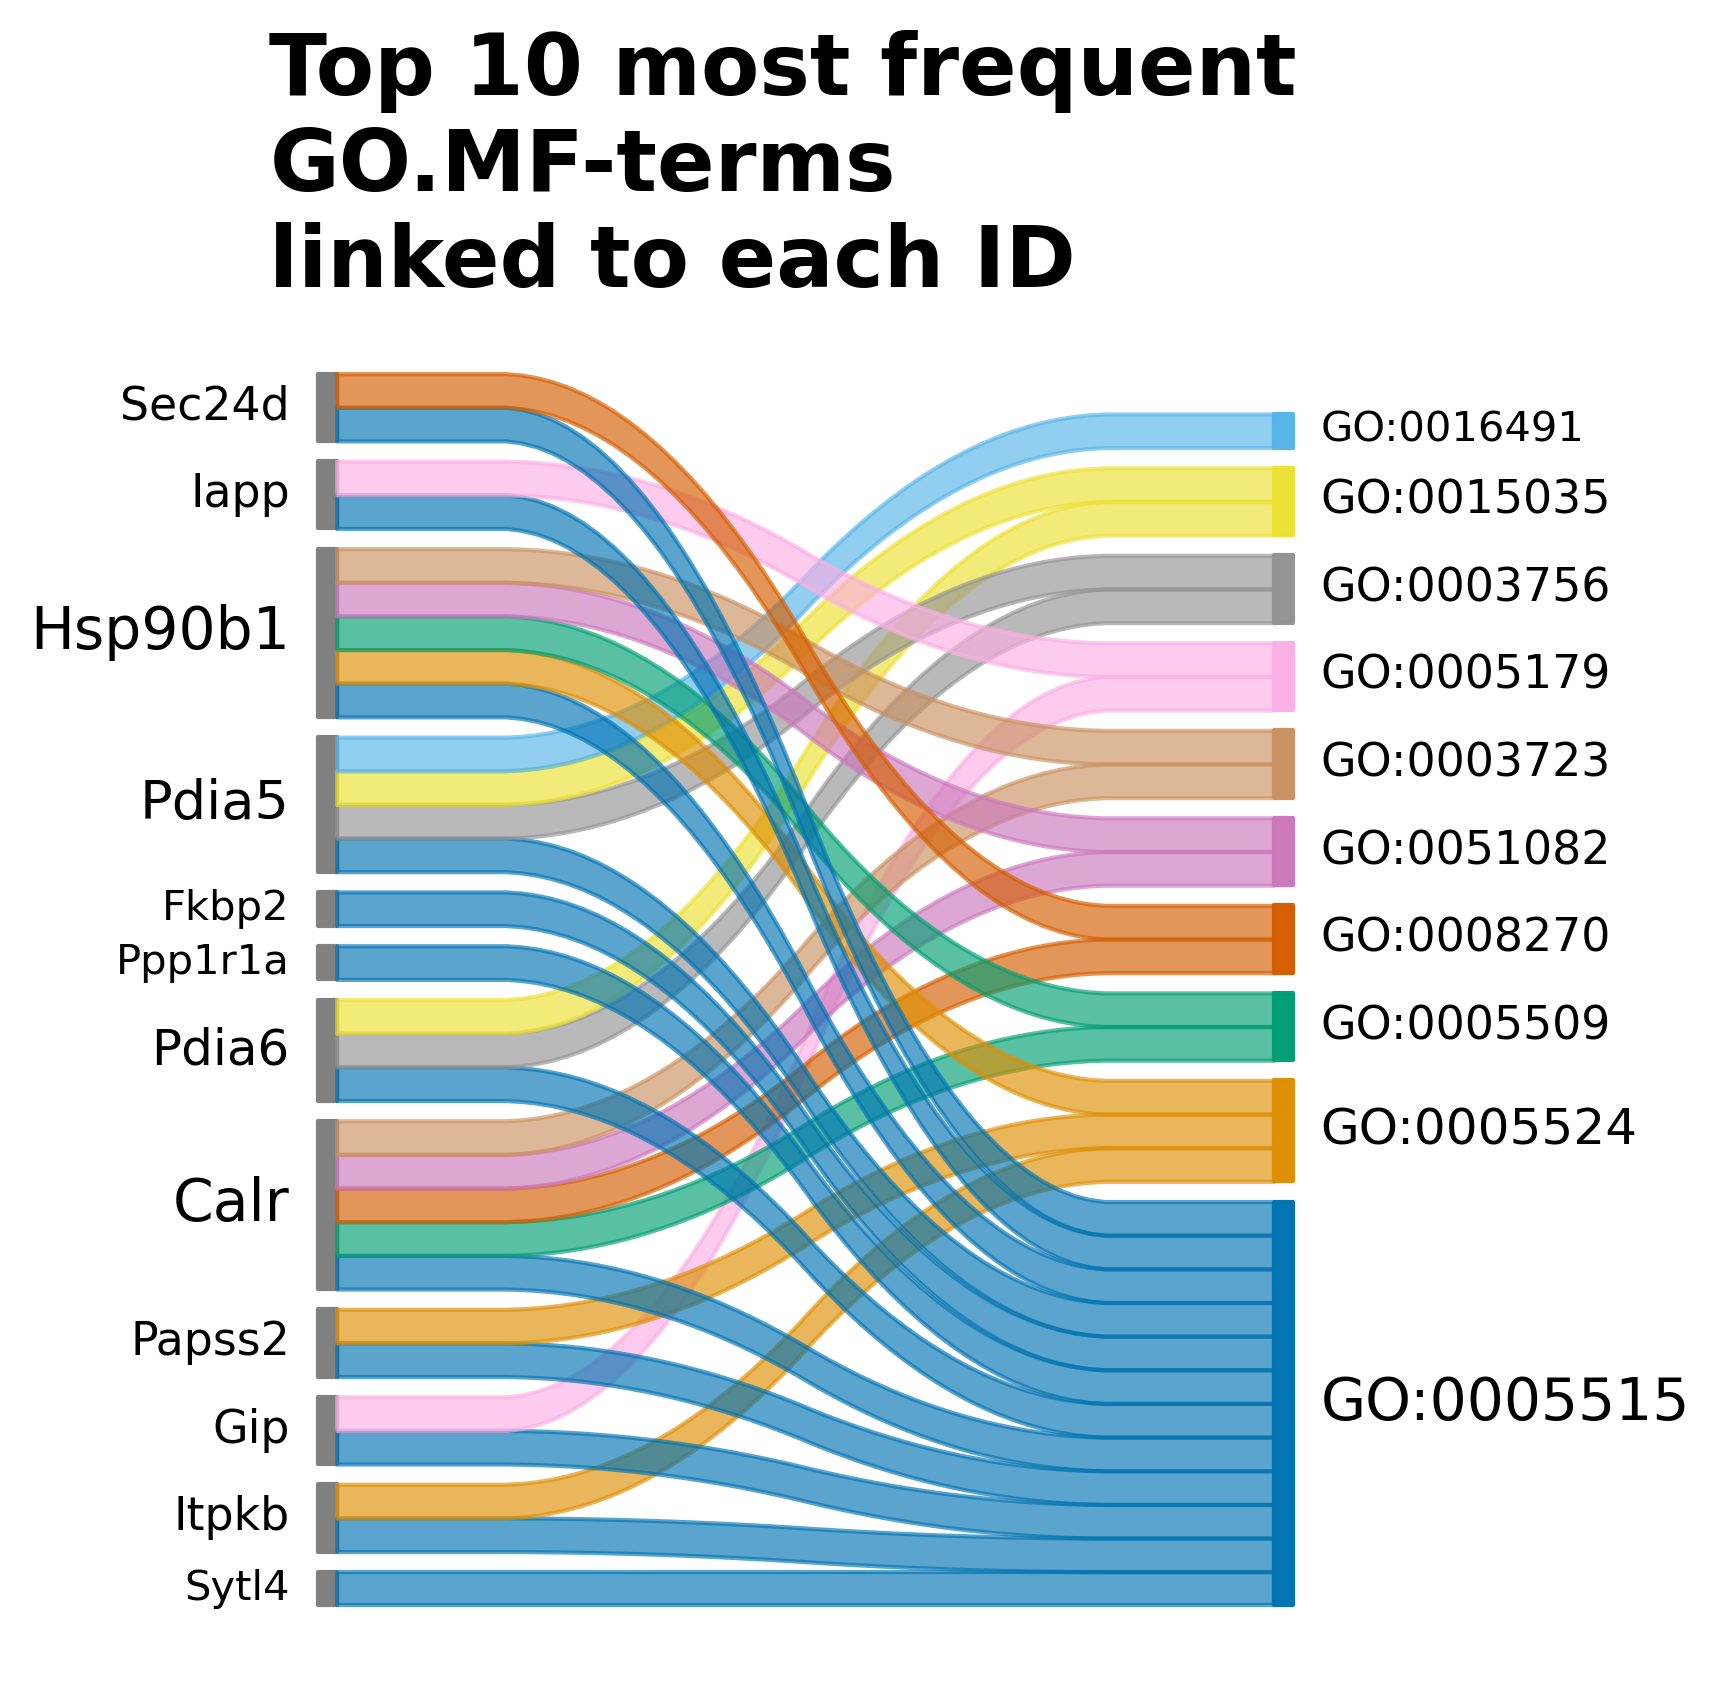 Top 10 most frequent
GO.MF-terms
linked to each ID
Sec24d
Iapp
Hsp90b1
Pdia5
Fkbp2
Ppp1r1a
Pdia6
Calr
Papss2
Gip
Itpkb
Sytl4
GO:0016491
GO:0015035
GO:0003756
GO:0005179
GO:0003723
GO:0051082
GO:0008270
GO:0005509
GO:0005524
GO:0005515